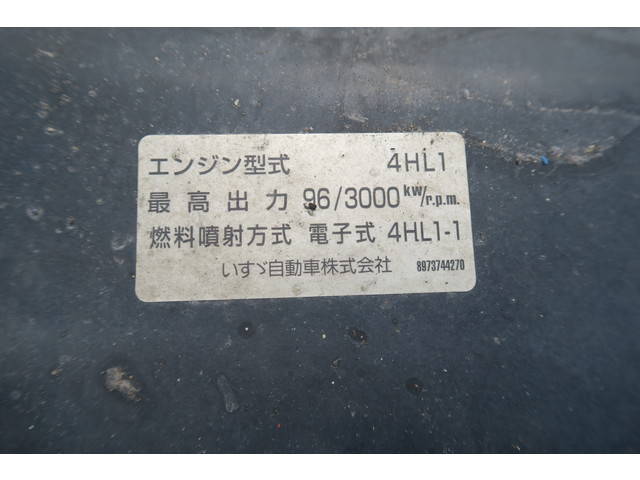 エンジン型式 4HL1
最高出力 96/3000 kw/r.p.m.
燃料噴射方式 電子式 4HL1-1
いすゞ自動車株式会社 8973744270